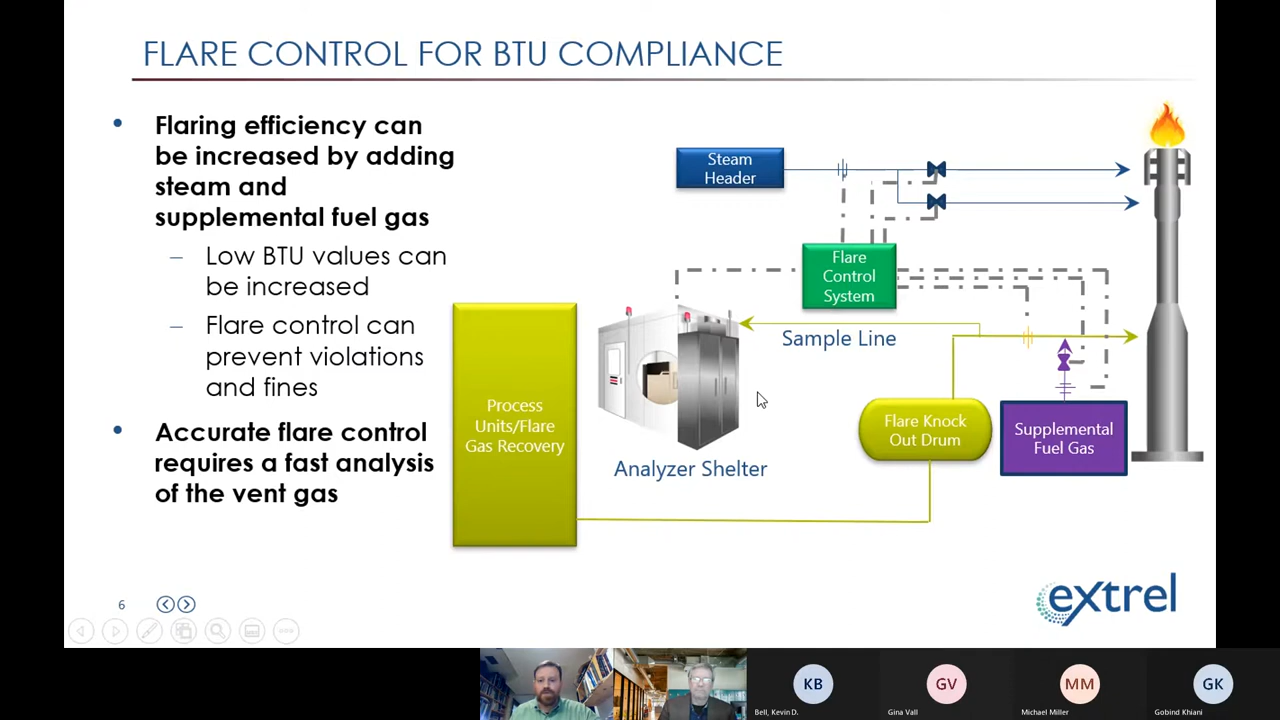 FLARE CONTROL FOR BTU COMPLIANCE
• Flaring efficiency can
be increased by adding
steam and
supplemental fuel gas
– Low BTU values can
be increased
– Flare control can
prevent violations
and fines
• Accurate flare control
requires a fast analysis
of the vent gas
Steam
Header
Flare
Control
System
Sample Line
Process
Units/Flare
Gas Recovery
Analyzer Shelter
Flare Knock
Out Drum
Supplemental
Fuel Gas
6
extrel
KB
Bell, Kevin D.
GV
Gina Vall
MM
Michael Miller
GK
Gobind Khiani